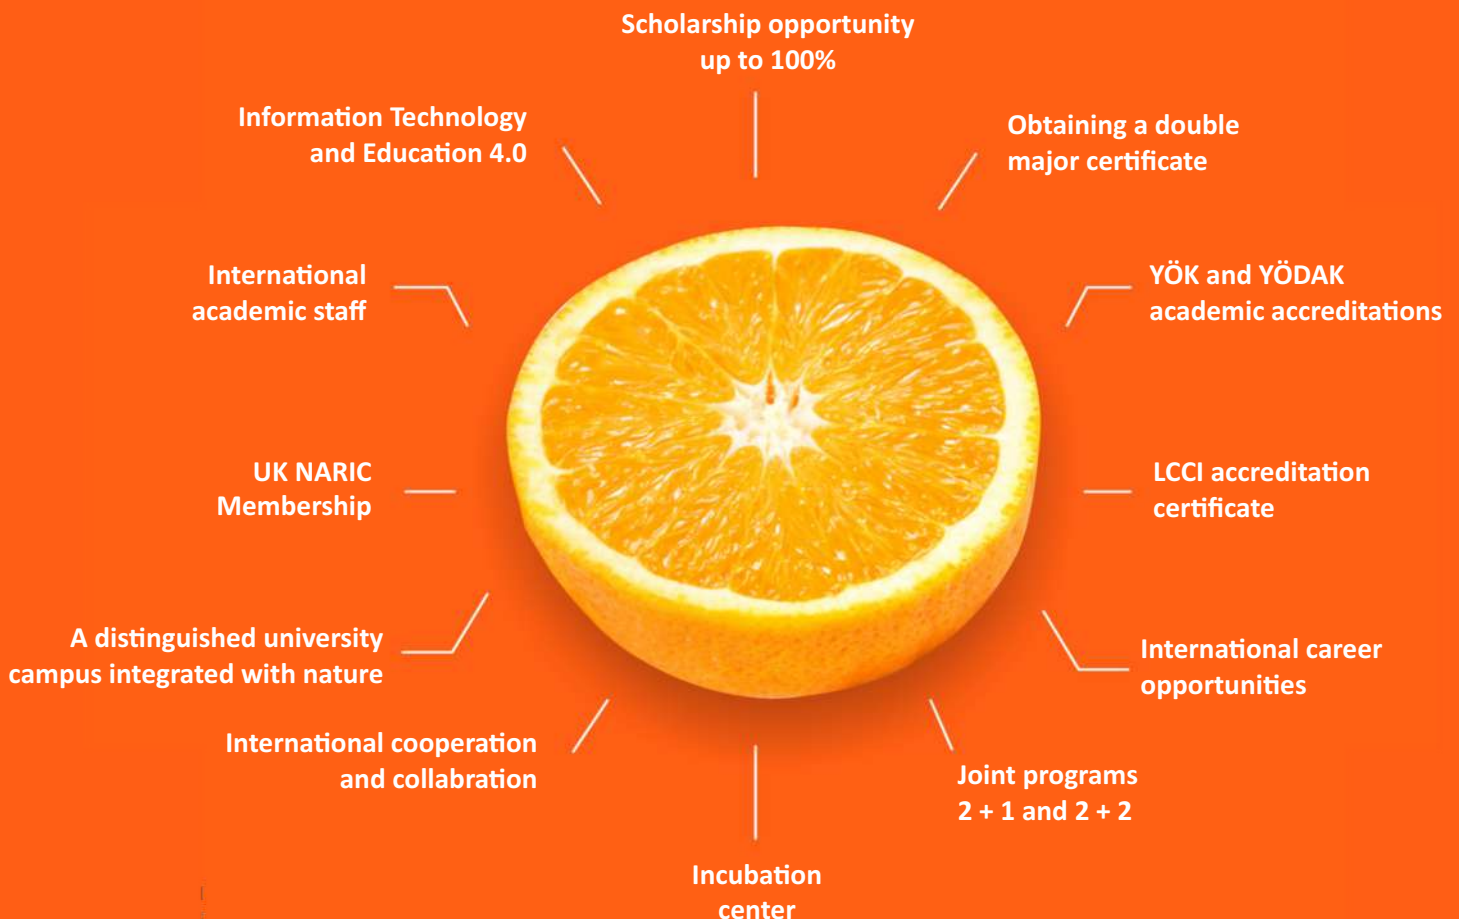 Scholarship opportunity
up to 100%
Information Technology
and Education 4.0
Obtaining a double
major certificate
International
academic staff
YÖK and YÖDAK
academic accreditations
UK NARIC
Membership
LCCI accreditation
certificate
A distinguished university
campus integrated with nature
International career
opportunities
International cooperation
and collabration
Joint programs
2 + 1 and 2 + 2
Incubation
center